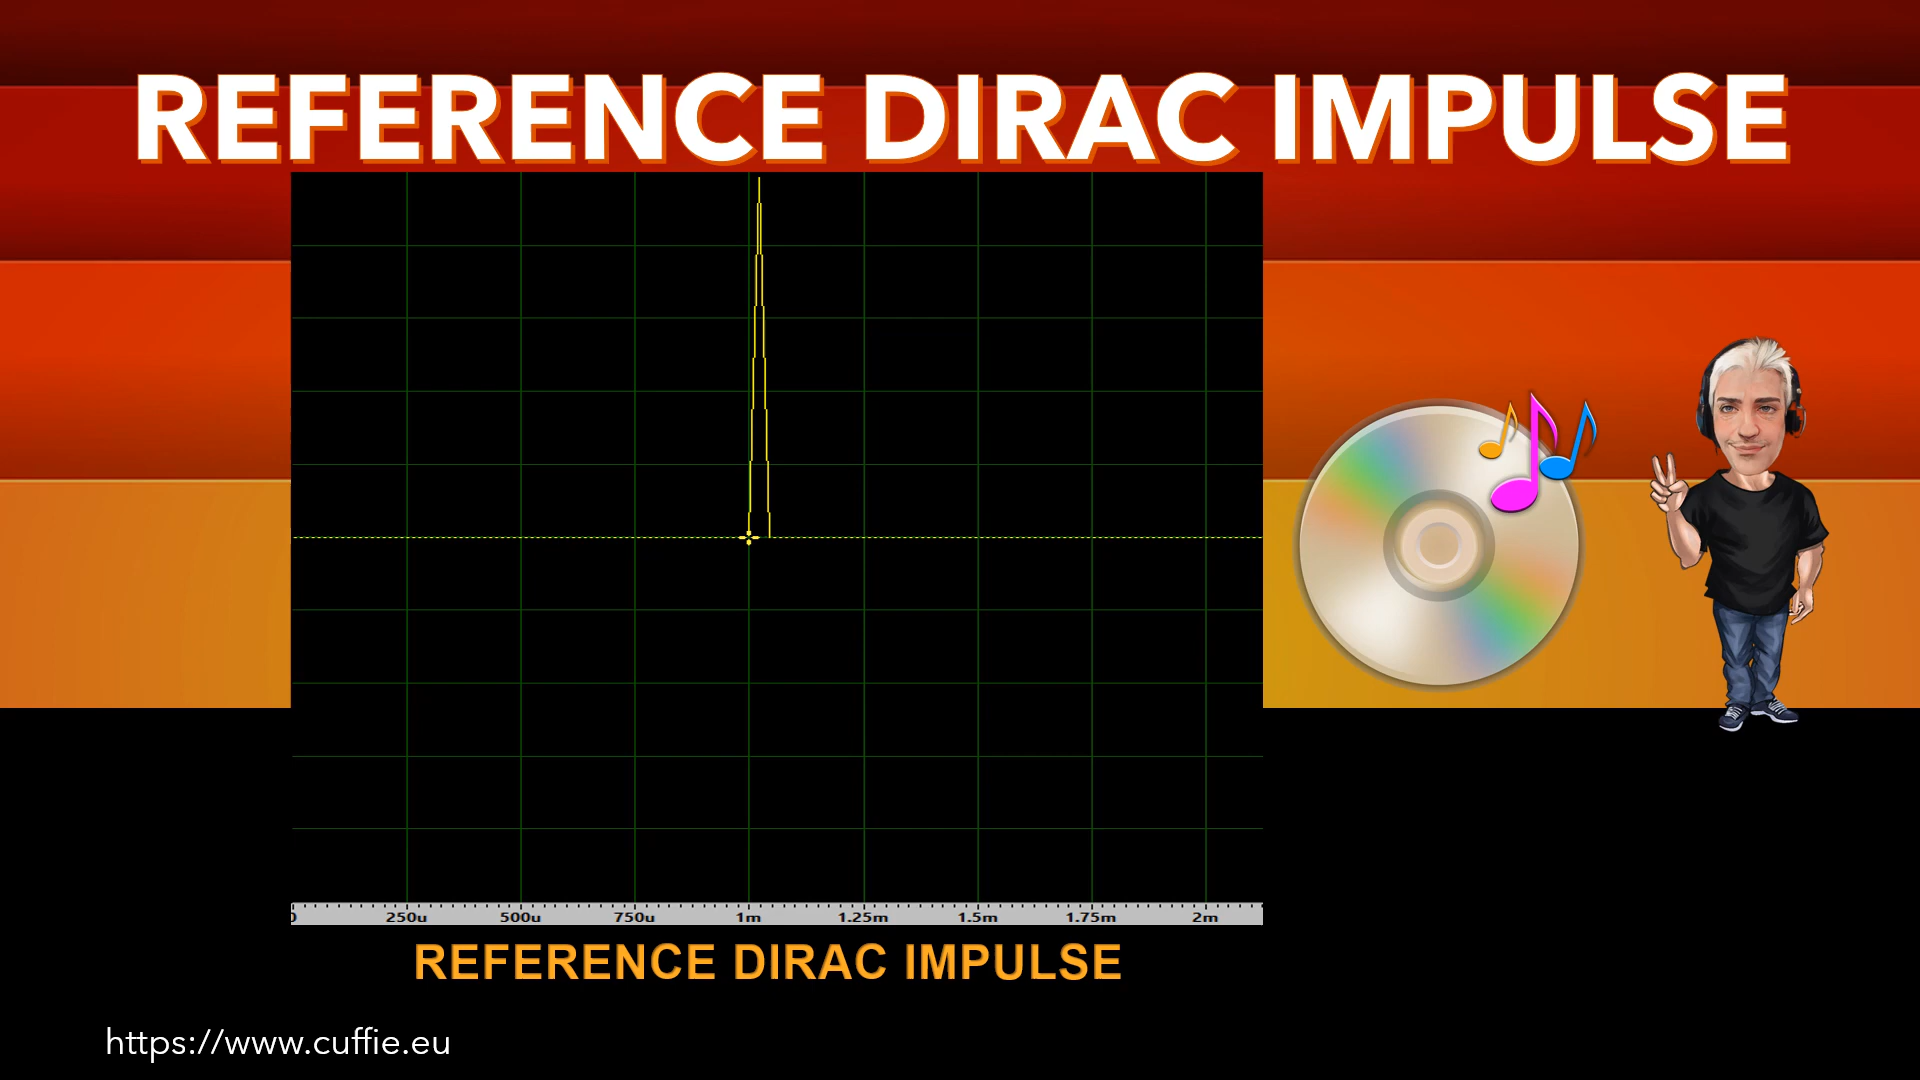 REFERENCE DIRAC IMPULSE
0 250u 500u 750u 1m 1.25m 1.5m 1.75m 2m
REFERENCE DIRAC IMPULSE
https://www.cuffie.eu